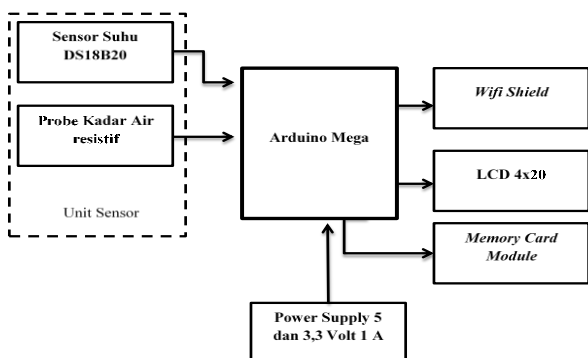 Sensor Suhu
DS18B20
Probe Kadar Air
resistif
Unit Sensor
Arduino Mega
Wifi Shield
LCD 4x20
Memory Card
Module
Power Supply 5
dan 3,3 Volt 1 A